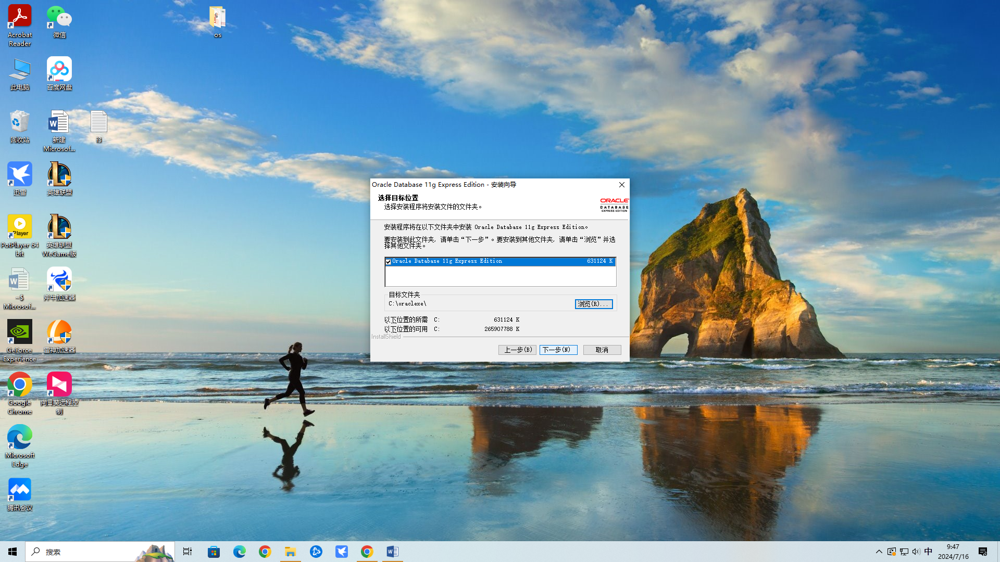 Acrobat
Reader
微信
os
此电脑
百度网盘
回收站
新建
Microsof...
i3
迅雷
英雄联盟
Player
PotPlayer 64
bit
英雄联盟
WeGame版
~$
Microsof...
斧牛加速器
GeForce
Experience
雷神加速器
Google
Chrome
向日葵远程控
制
Microsoft
Edge
腾讯会议
Oracle Database 11g Express Edition - 安装向导
选择目标位置
选择安装程序将安装文件的文件夹。
ORACLE
DATABASE
EXPRESS EDITION
安装程序将在以下文件夹中安装 Oracle Database 11g Express Edition。
要安装到此文件夹, 请单击“下一步”。要安装到其他文件夹, 请单击“浏览”并选
择其他文件夹。
Oracle Database 11g Express Edition 631124 K
目标文件夹
C:\oraclexe\
浏览(R)...
以下位置的所需 C: 631124 K
以下位置的可用 C: 265907788 K
InstallShield
上一步(B) 下一步(N) 取消
搜索
中
9:47
2024/7/16